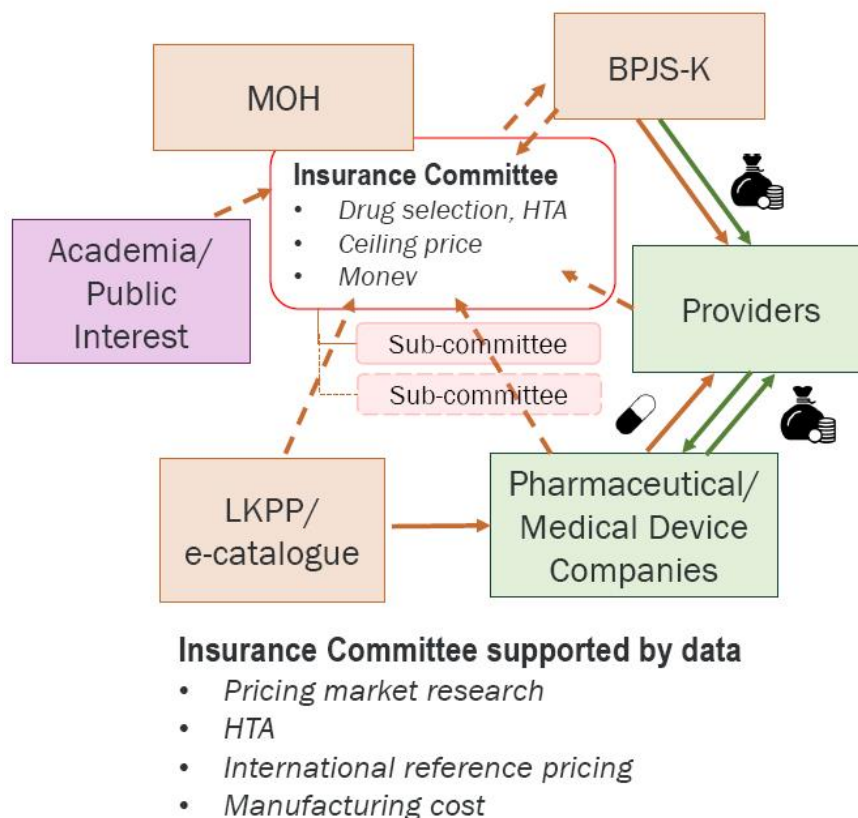 MOH
BPJS-K
Insurance Committee
• Drug selection, HTA
• Ceiling price
• Monev
Academia/
Public
Interest
Providers
Sub-committee
Sub-committee
LKPP/
e-catalogue
Pharmaceutical/
Medical Device
Companies
Insurance Committee supported by data
• Pricing market research
• HTA
• International reference pricing
• Manufacturing cost